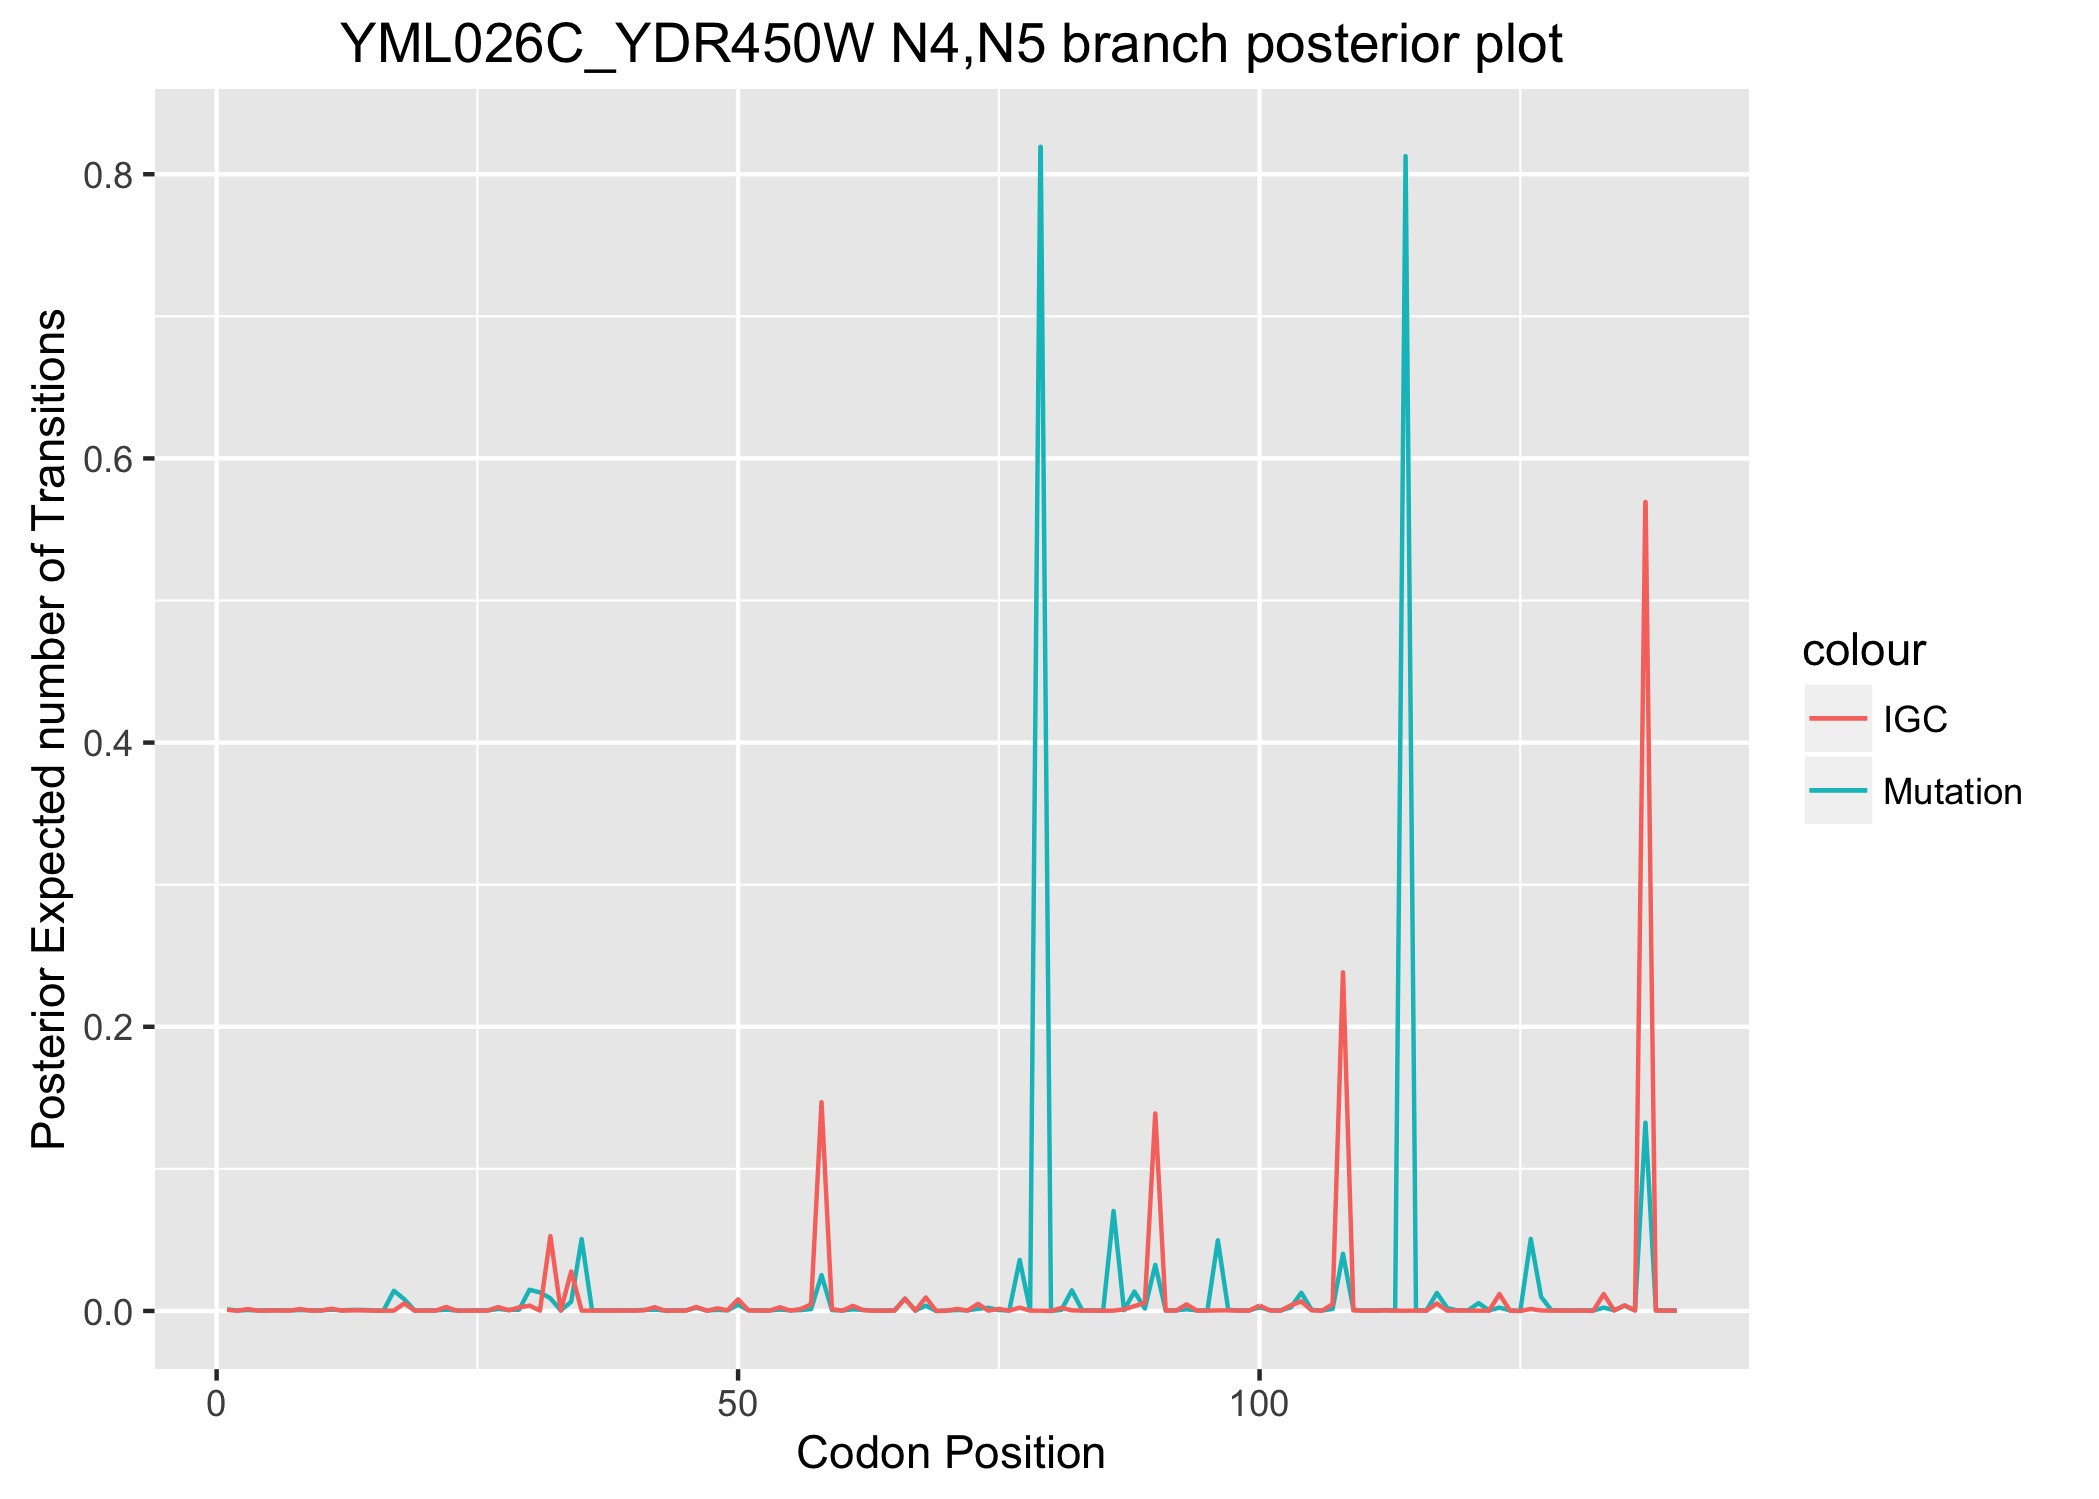 YML026C_YDR450W N4,N5 branch posterior plot
Posterior Expected number of Transitions
0.8
0.6
0.4
0.2
0.0
0
50
100
Codon Position
colour
IGC
Mutation